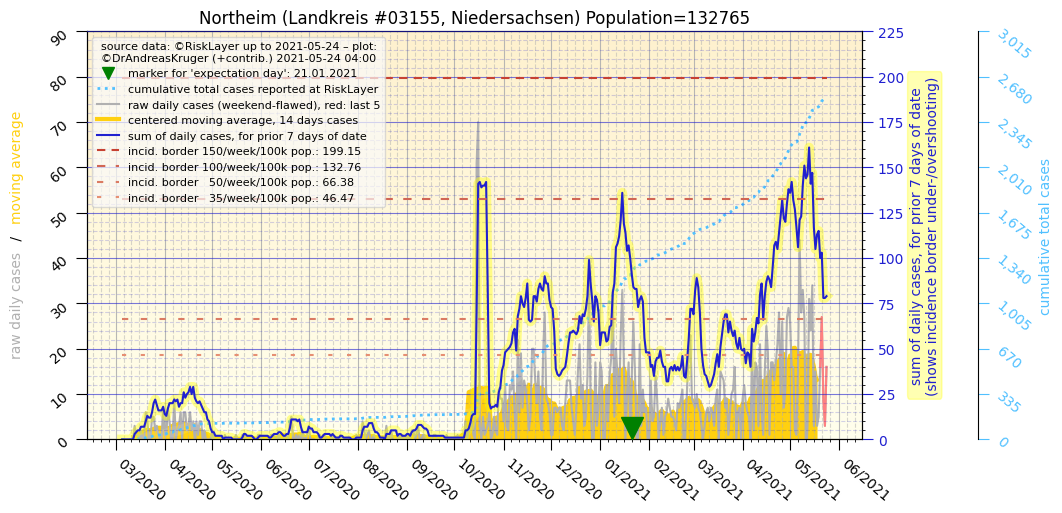 Northeim (Landkreis #03155, Niedersachsen) Population=132765
source data: ©RiskLayer up to 2021-05-24 – plot:
©DrAndreasKruger (+contrib.) 2021-05-24 04:00
marker for 'expectation day': 21.01.2021
cumulative total cases reported at RiskLayer
raw daily cases (weekend-flawed), red: last 5
centered moving average, 14 days cases
sum of daily cases, for prior 7 days of date
incid. border 150/week/100k pop.: 199.15
incid. border 100/week/100k pop.: 132.76
incid. border 50/week/100k pop.: 66.38
incid. border 35/week/100k pop.: 46.47
raw daily cases / moving average
90
80
70
60
50
40
30
20
10
0
03/2020
04/2020
05/2020
06/2020
07/2020
08/2020
09/2020
10/2020
11/2020
12/2020
01/2021
02/2021
03/2021
04/2021
05/2021
06/2021
225
200
175
150
125
100
75
50
25
0
sum of daily cases, for prior 7 days of date
(shows incidence border under-/overshooting)
3,015
2,680
2,345
2,010
1,675
1,340
1,005
670
335
0
cumulative total cases